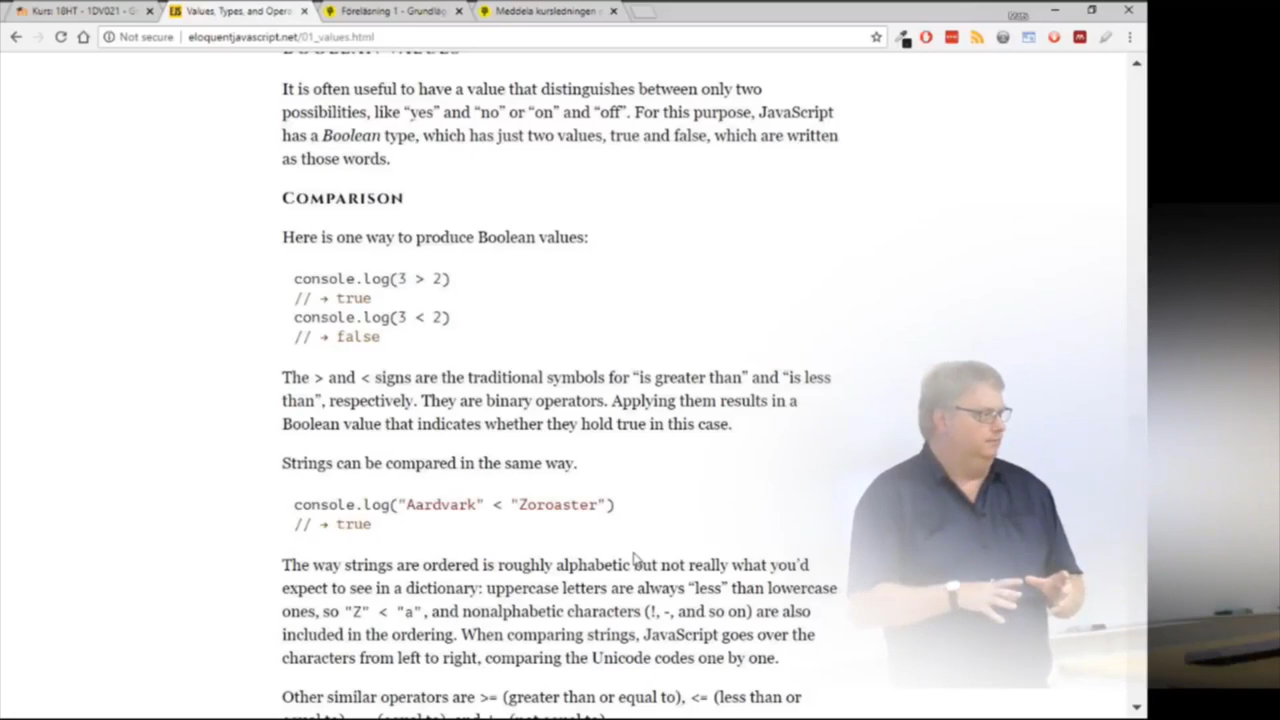 Kurs: 18HT - 1DV021 -
Values, Types, and Opera
Föreläsning 1 - Grundläg
Meddela kursledningen
Not secure
eloquentjavascript.net/01_values.html
BOOLEAN VALUES
It is often useful to have a value that distinguishes between only two
possibilities, like “yes” and “no” or “on” and “off”. For this purpose, JavaScript
has a Boolean type, which has just two values, true and false, which are written
as those words.
COMPARISON
Here is one way to produce Boolean values:
console.log(3 > 2)
// → true
console.log(3 < 2)
// → false
The > and < signs are the traditional symbols for “is greater than” and “is less
than”, respectively. They are binary operators. Applying them results in a
Boolean value that indicates whether they hold true in this case.
Strings can be compared in the same way.
console.log("Aardvark" < "Zoroaster")
// → true
The way strings are ordered is roughly alphabetic but not really what you’d
expect to see in a dictionary: uppercase letters are always “less” than lowercase
ones, so "Z" < "a", and nonalphabetic characters (!, -, and so on) are also
included in the ordering. When comparing strings, JavaScript goes over the
characters from left to right, comparing the Unicode codes one by one.
Other similar operators are >= (greater than or equal to), <= (less than or